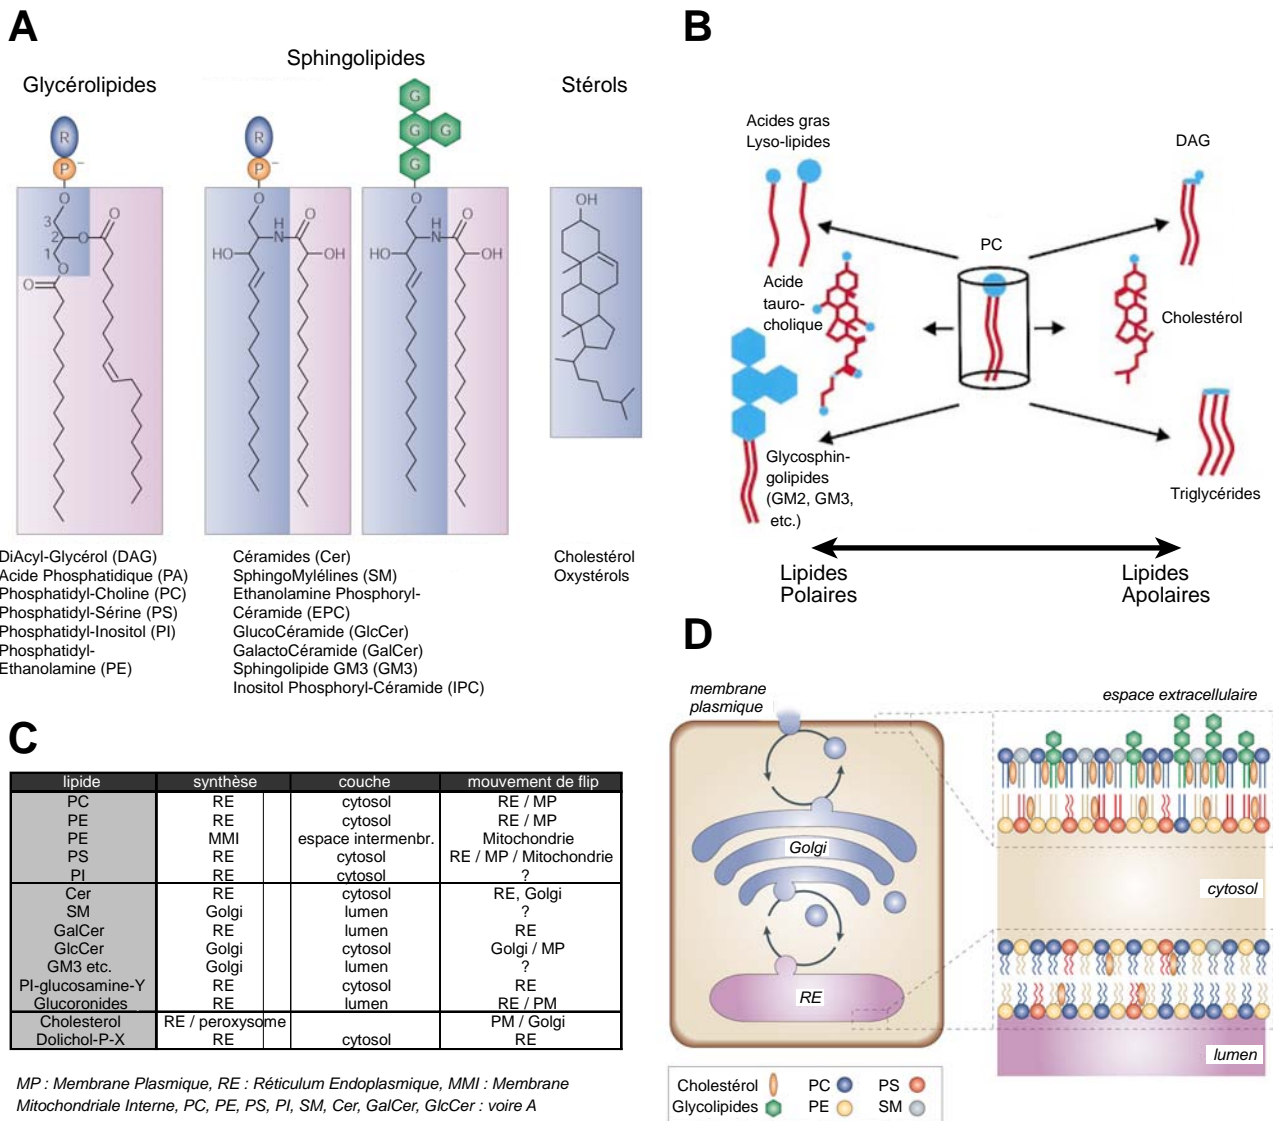 A
Sphingolipides
Glycérolipides
Stérols
R
P
−
O
3
2
1
O
O
O
O
R
P
−
O
H
N
O
HO
OH
G
G
G
G
O
H
N
O
HO
OH
OH
DiAcyl-Glycérol (DAG)
Acide Phosphatidique (PA)
Phosphatidyl-Choline (PC)
Phosphatidyl-Sérine (PS)
Phosphatidyl-Inositol (PI)
Phosphatidyl-
Ethanolamine (PE)
Céramides (Cer)
SphingoMylélines (SM)
Ethanolamine Phosphoryl-
Céramide (EPC)
GlucoCéramide (GlcCer)
GalactoCéramide (GalCer)
Sphingolipide GM3 (GM3)
Inositol Phosphoryl-Céramide (IPC)
Cholestérol
Oxystérols
B
Acides gras
Lyso-lipides
DAG
PC
Acide
tauro-
cholique
Cholestérol
Glycosphin-
golipides
(GM2, GM3,
etc.)
Triglycérides
Lipides
Polaires
Lipides
Apolaires
C
lipide synthèse couche mouvement de flip
PC RE cytosol RE / MP
PE RE cytosol RE / MP
PE MMI espace intermenbr. Mitochondrie
PS RE cytosol RE / MP / Mitochondrie
PI RE cytosol ?
Cer RE cytosol RE, Golgi
SM Golgi lumen ?
GalCer RE lumen RE
GlcCer Golgi cytosol Golgi / MP
GM3 etc. Golgi lumen ?
PI-glucosamine-Y RE cytosol RE
Glucoronides RE lumen RE / PM
Cholesterol RE / peroxysome PM / Golgi
Dolichol-P-X RE cytosol RE
MP : Membrane Plasmique, RE : Réticulum Endoplasmique, MMI : Membrane
Mitochondriale Interne, PC, PE, PS, PI, SM, Cer, GalCer, GlcCer : voire A
D
membrane
plasmique
espace extracellulaire
Golgi
cytosol
RE
lumen
Cholestérol PC PS
Glycolipides PE SM